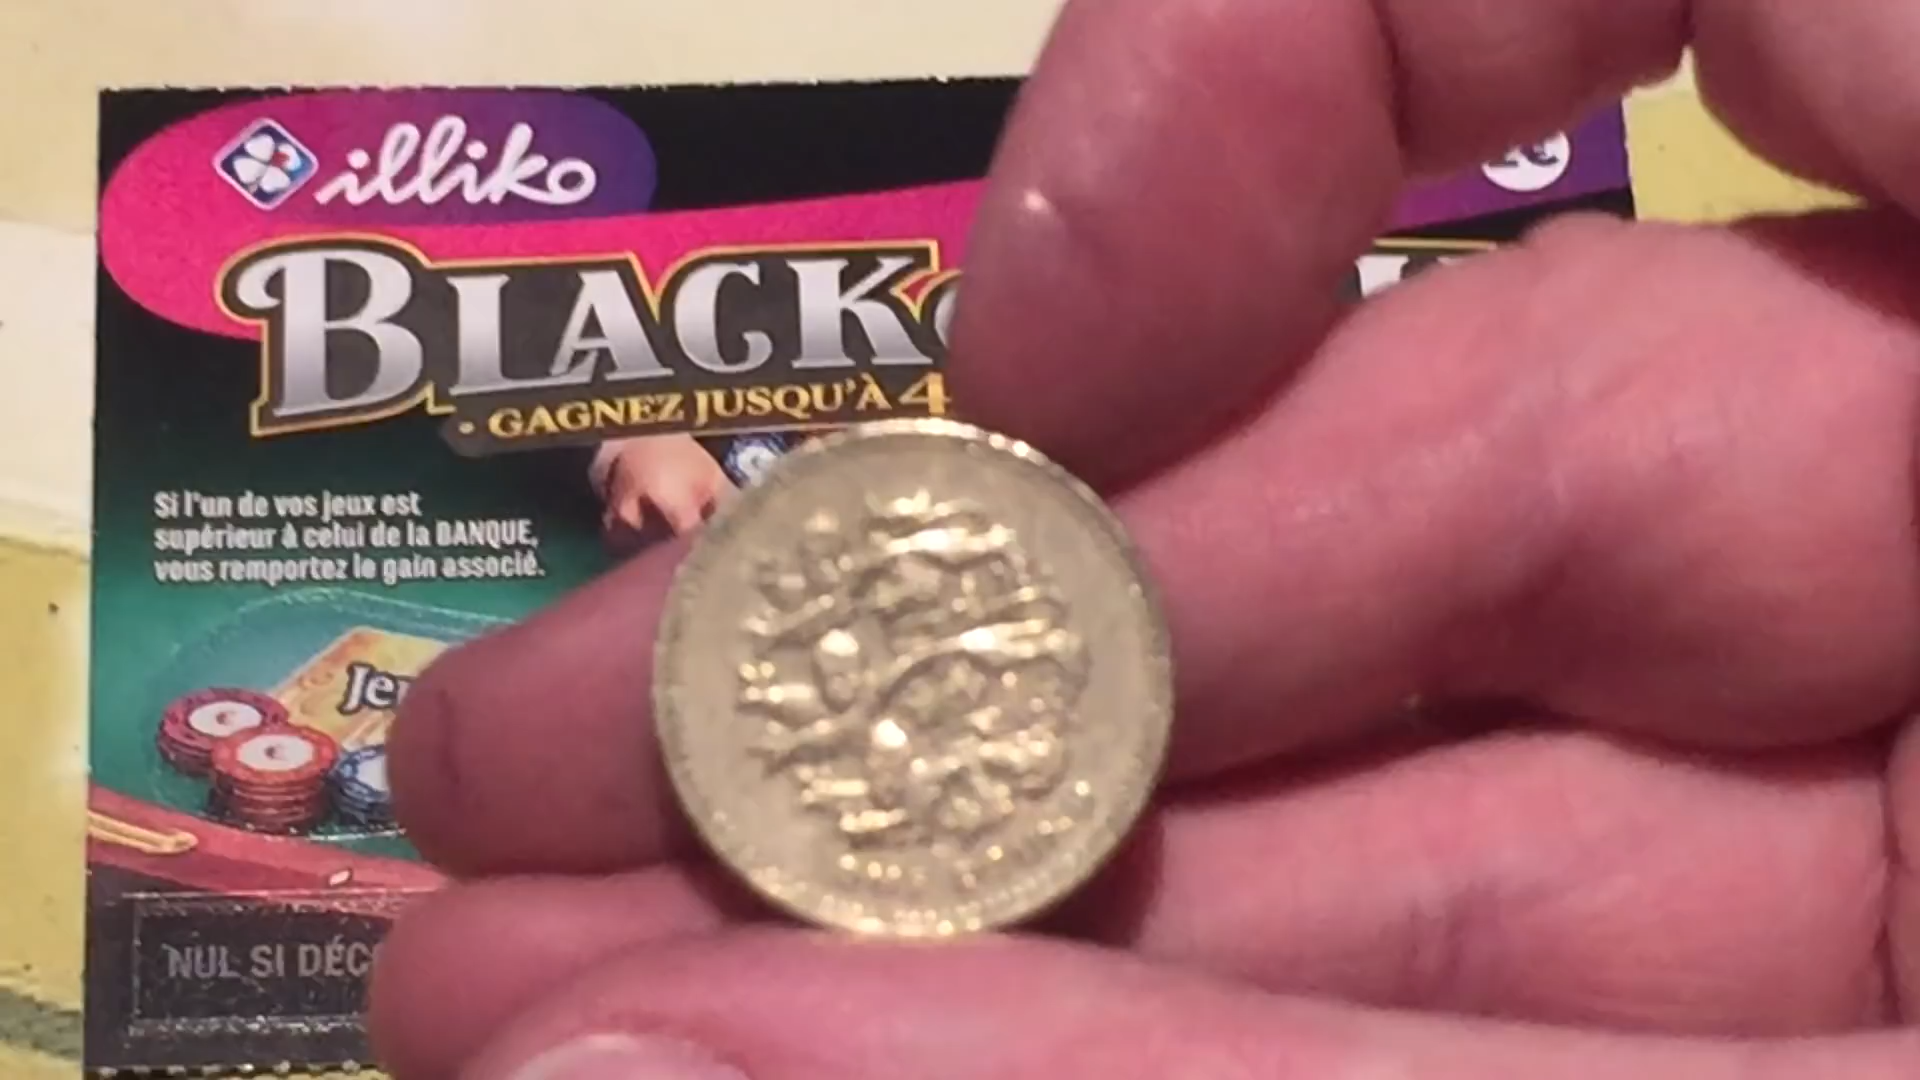 illiko
BLACK
• GAGNEZ JUSQU'À 4
Si l'un de vos jeux est
supérieur à celui de la BANQUE,
vous remportez le gain associé.
NUL SI DÉC